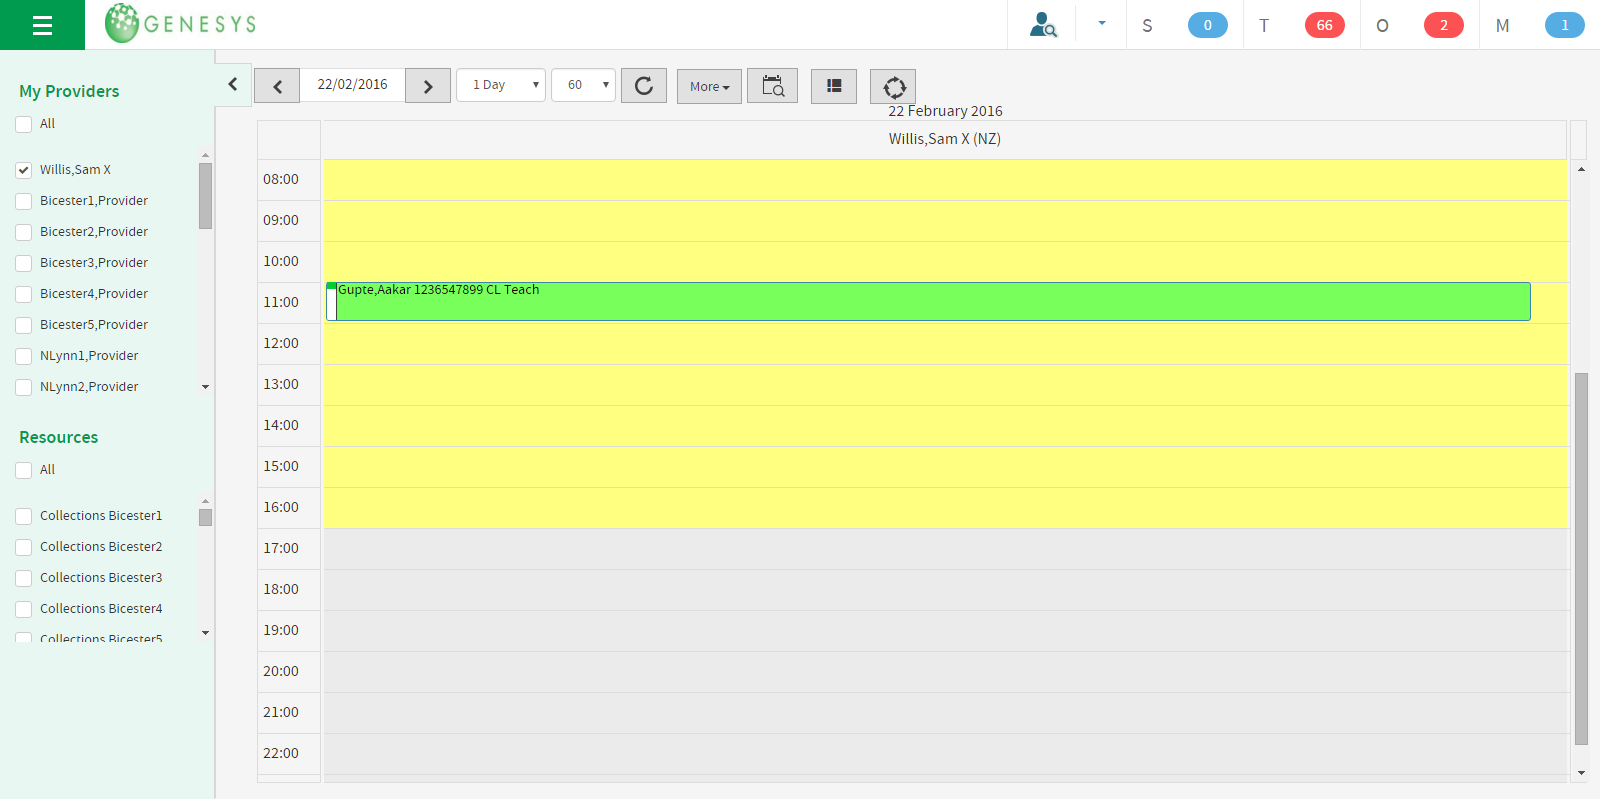 GENESYS
S 0 T 66 O 2 M 1
My Providers
All
Willis,Sam X
Bicester1,Provider
Bicester2,Provider
Bicester3,Provider
Bicester4,Provider
Bicester5,Provider
NLynn1,Provider
NLynn2,Provider
Resources
All
Collections Bicester1
Collections Bicester2
Collections Bicester3
Collections Bicester4
Collections Bicester5
22/02/2016 1 Day 60 More
22 February 2016
Willis,Sam X (NZ)
08:00
09:00
10:00
11:00 Gupte,Aakar 1236547899 CL Teach
12:00
13:00
14:00
15:00
16:00
17:00
18:00
19:00
20:00
21:00
22:00